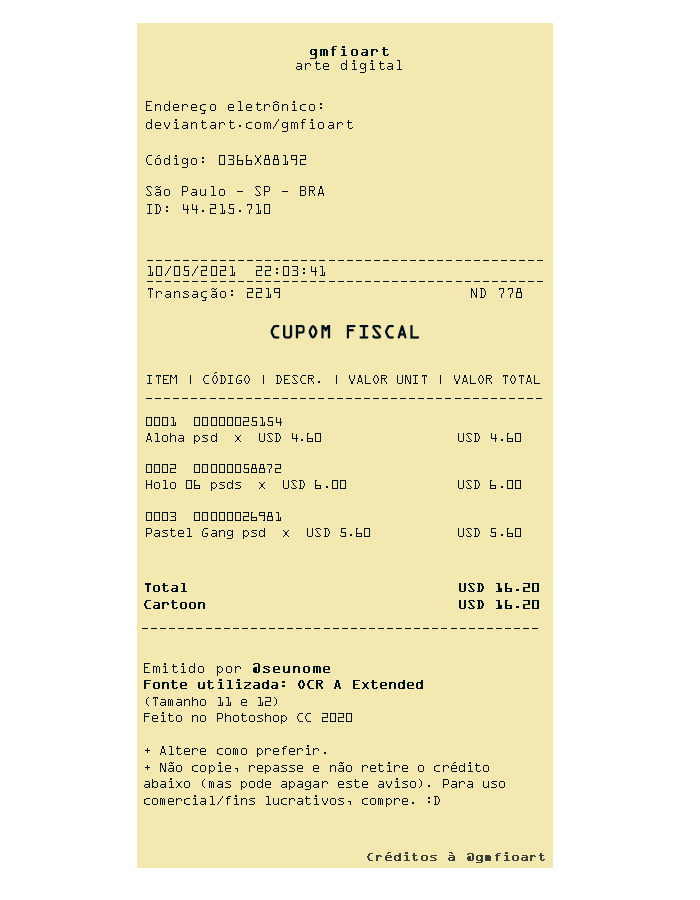 gmfioart
arte digital
Endereço eletrônico:
deviantart.com/gmfioart
Código: 0366X88192
São Paulo - SP - BRA
ID: 44.215.710
10/05/2021 22:03:41
Transação: 2219 ND 778
CUPOM FISCAL
ITEM | CÓDIGO | DESCR. | VALOR UNIT | VALOR TOTAL
0001 00000025154
Aloha psd x USD 4.60 USD 4.60
0002 00000058872
Holo 06 psds x USD 6.00 USD 6.00
0003 00000026981
Pastel Gang psd x USD 5.60 USD 5.60
Total USD 16.20
Cartoon USD 16.20
Emitido por @seunome
Fonte utilizada: OCR A Extended
(Tamanho 11 e 12)
Feito no Photoshop CC 2020
+ Altere como preferir.
+ Não copie, repasse e não retire o crédito
abaixo (mas pode apagar este aviso). Para uso
comercial/fins lucrativos, compre. :D
Créditos à @gmfioart